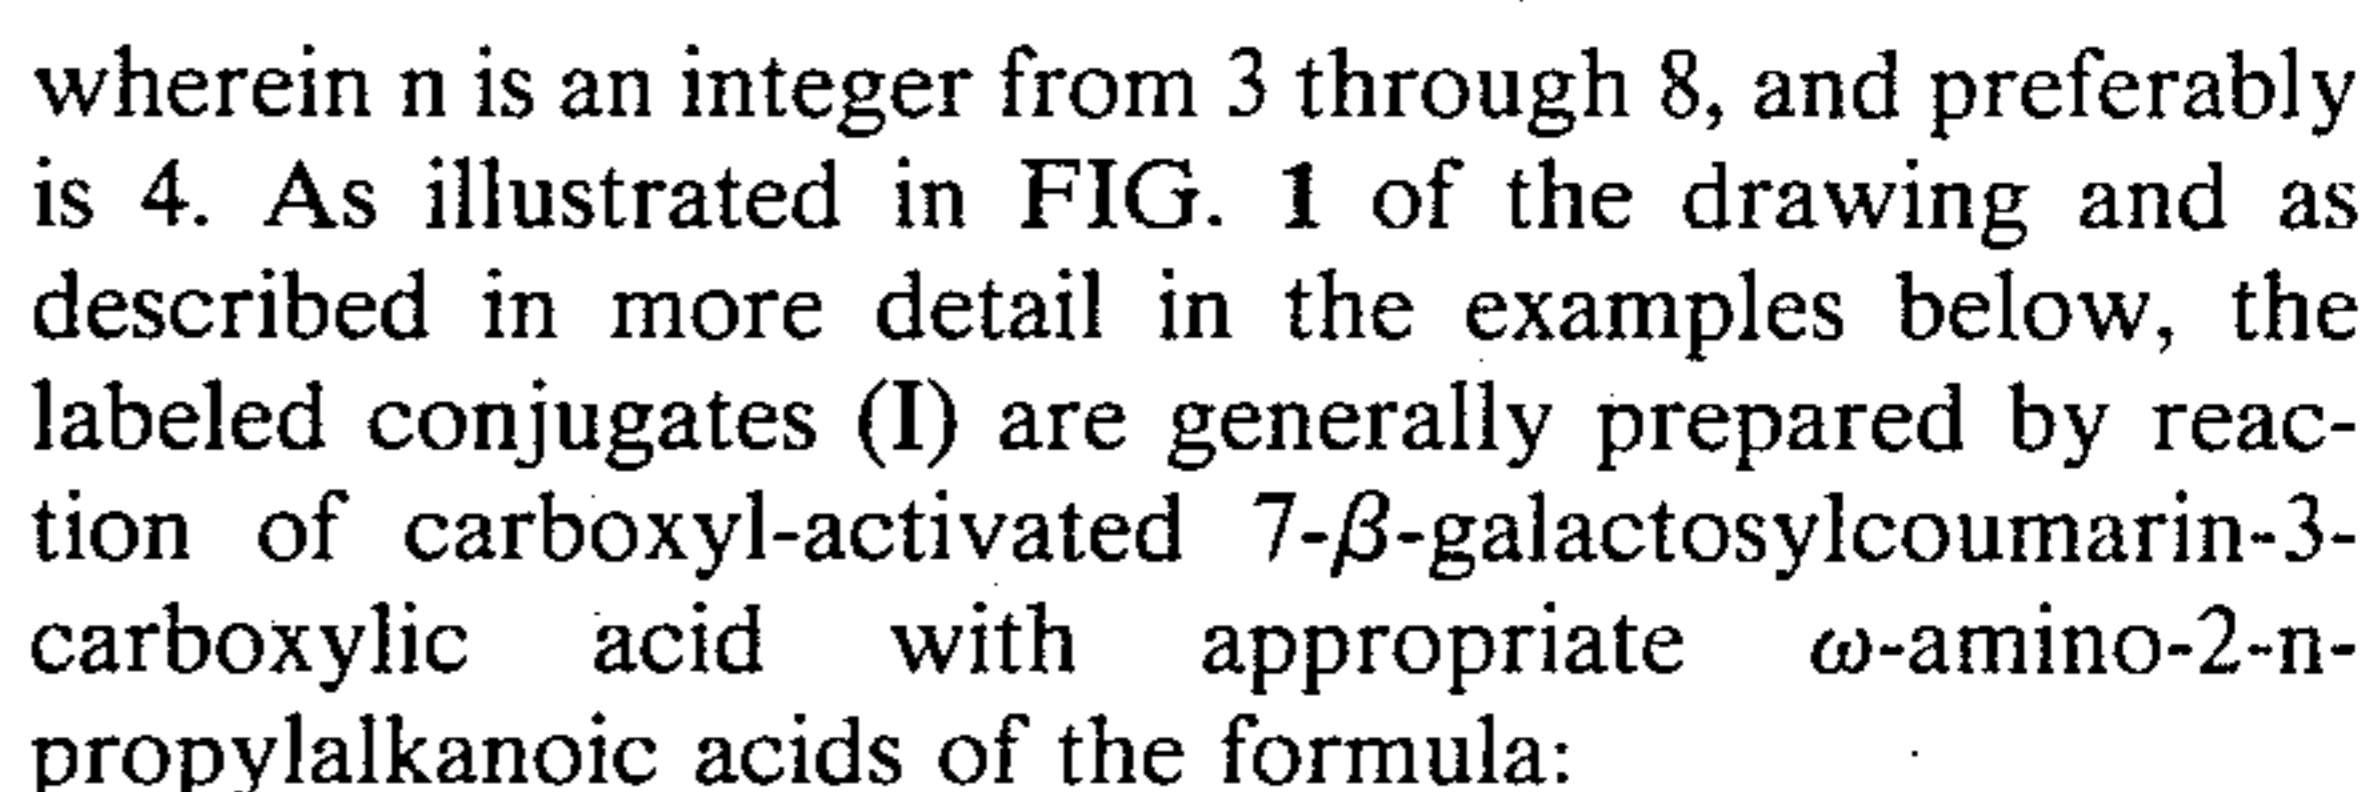 wherein n is an integer from 3 through 8, and preferably
is 4. As illustrated in FIG. 1 of the drawing and as
described in more detail in the examples below, the
labeled conjugates (I) are generally prepared by reac-
tion of carboxyl-activated 7-β-galactosylcoumarin-3-
carboxylic acid with appropriate ω-amino-2-n-
propylalkanoic acids of the formula: